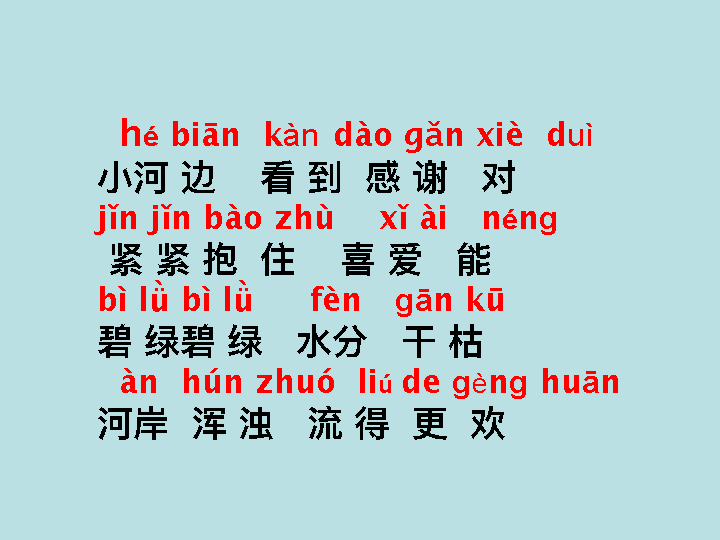 hé biān kàn dào gǎn xiè duì
小河 边 看 到 感 谢 对
jǐn jǐn bào zhù xǐ ài néng
紧 紧 抱 住 喜 爱 能
bì lǜ bì lǜ fèn gān kū
碧 绿碧 绿 水分 干 枯
àn hún zhuó liú de gèng huān
河岸 浑 浊 流 得 更 欢